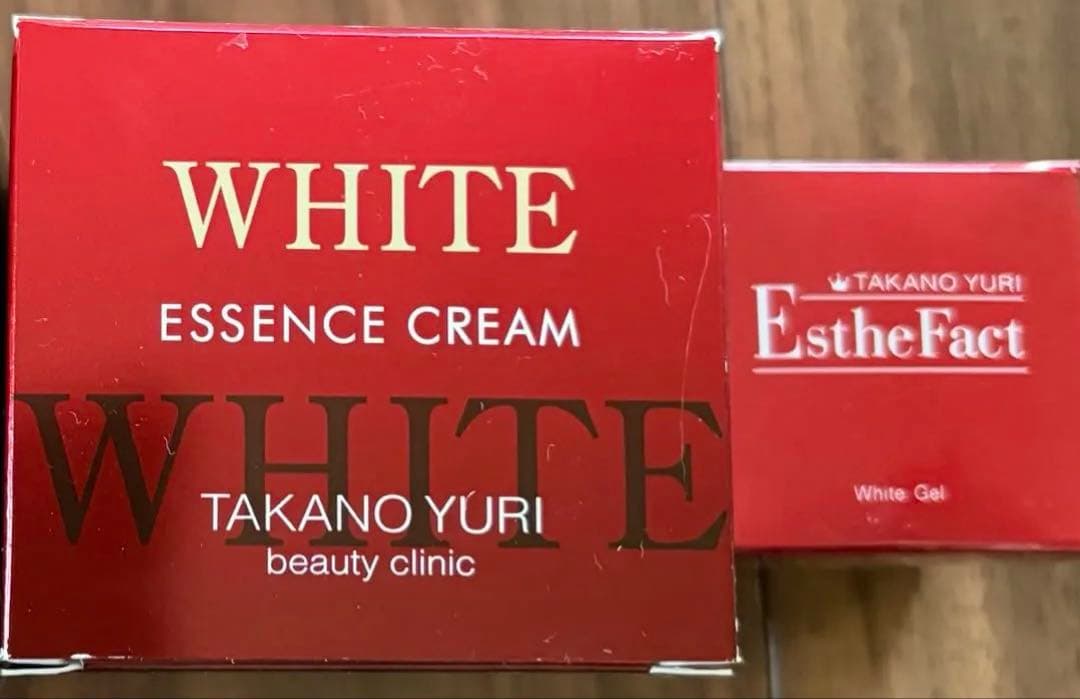 WHITE
ESSENCE CREAM
WHITE
TAKANO YURI
beauty clinic
TAKANO YURI
EstheFact
White Gel